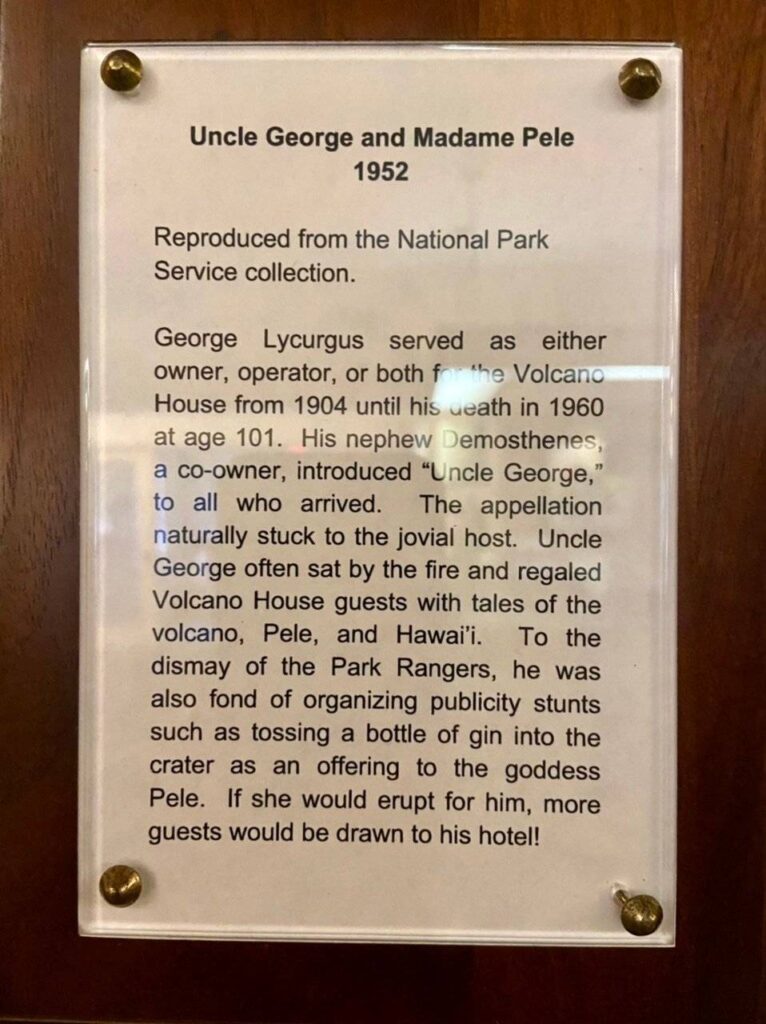 Uncle George and Madame Pele
1952
Reproduced from the National Park
Service collection.
George Lycurgus served as either
owner, operator, or both for the Volcano
House from 1904 until his death in 1960
at age 101. His nephew Demosthenes,
a co-owner, introduced “Uncle George,”
to all who arrived. The appellation
naturally stuck to the jovial host. Uncle
George often sat by the fire and regaled
Volcano House guests with tales of the
volcano, Pele, and Hawai'i. To the
dismay of the Park Rangers, he was
also fond of organizing publicity stunts
such as tossing a bottle of gin into the
crater as an offering to the goddess
Pele. If she would erupt for him, more
guests would be drawn to his hotel!